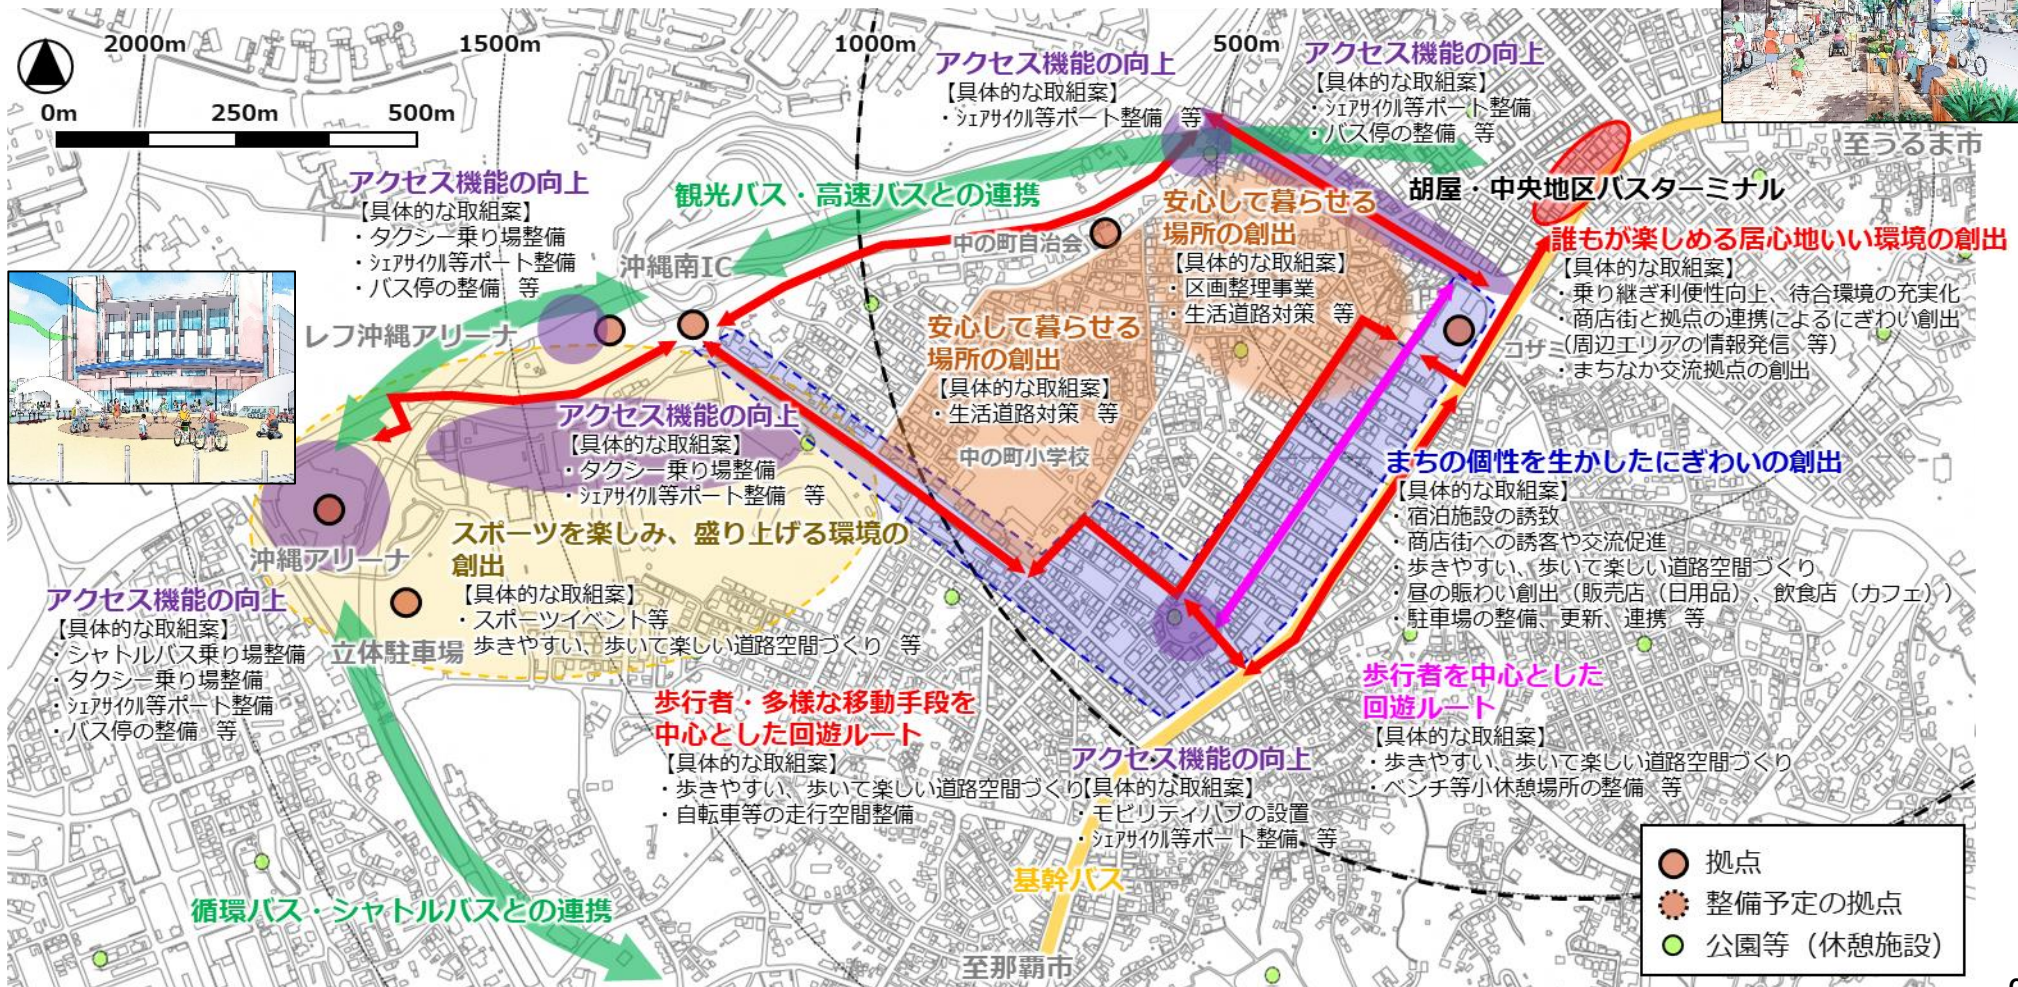 2000m
1500m
1000m
500m
0m
250m
500m
アクセス機能の向上
【具体的な取組案】
・シェアサイクル等ポート整備 等
アクセス機能の向上
【具体的な取組案】
・シェアサイクル等ポート整備
・バス停の整備 等
至うるま市
アクセス機能の向上
【具体的な取組案】
・タクシー乗り場整備
・シェアサイクル等ポート整備
・バス停の整備 等
観光バス・高速バスとの連携
沖縄南IC
中の町自治会
レフ沖縄アリーナ
安心して暮らせる
場所の創出
【具体的な取組案】
・区画整理事業
・生活道路対策 等
胡屋・中央地区バスターミナル
誰もが楽しめる居心地いい環境の創出
【具体的な取組案】
・乗り継ぎ利便性向上、待合環境の充実化
・商店街と拠点の連携によるにぎわい創出
（周辺エリアの情報発信 等）
・まちなか交流拠点の創出
コザミ
安心して暮らせる
場所の創出
【具体的な取組案】
・生活道路対策 等
中の町小学校
アクセス機能の向上
【具体的な取組案】
・タクシー乗り場整備
・シェアサイクル等ポート整備 等
まちの個性を生かしたにぎわいの創出
【具体的な取組案】
・宿泊施設の誘致
・商店街への誘客や交流促進
・歩きやすい、歩いて楽しい道路空間づくり
・昼の賑わい創出（販売店（日用品）、飲食店（カフェ））
・駐車場の整備、更新、連携 等
スポーツを楽しみ、盛り上げる環境の
創出
【具体的な取組案】
・スポーツイベント等
歩きやすい、歩いて楽しい道路空間づくり 等
沖縄アリーナ
立体駐車場
アクセス機能の向上
【具体的な取組案】
・シャトルバス乗り場整備
・タクシー乗り場整備
・シェアサイクル等ポート整備
・バス停の整備 等
歩行者・多様な移動手段を
中心とした回遊ルート
【具体的な取組案】
・歩きやすい、歩いて楽しい道路空間づくり
・自転車等の走行空間整備
アクセス機能の向上
【具体的な取組案】
・モビリティハブの設置
・シェアサイクル等ポート整備 等
歩行者を中心とした
回遊ルート
【具体的な取組案】
・歩きやすい、歩いて楽しい道路空間づくり
・ベンチ等小休憩場所の整備 等
基幹バス
至那覇市
循環バス・シャトルバスとの連携
拠点
整備予定の拠点
公園等（休憩施設）